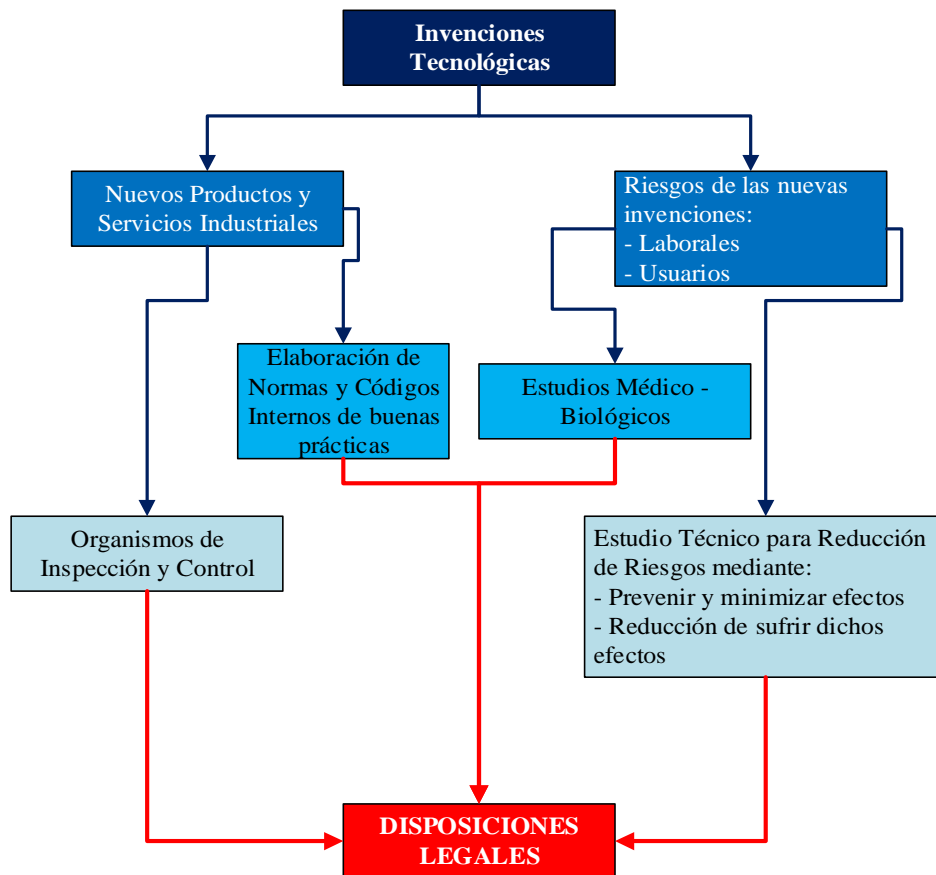 Invenciones
Tecnológicas
Nuevos Productos y
Servicios Industriales
Riesgos de las nuevas
invenciones:
- Laborales
- Usuarios
Elaboración de
Normas y Códigos
Internos de buenas
prácticas
Estudios Médico -
Biológicos
Organismos de
Inspección y Control
Estudio Técnico para Reducción
de Riesgos mediante:
- Prevenir y minimizar efectos
- Reducción de sufrir dichos
efectos
DISPOSICIONES
LEGALES